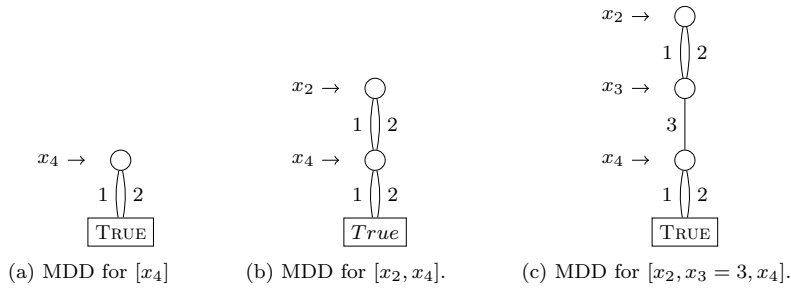 x₂ →
1 2
x₂ → x₃ →
1 2 3
x₄ → x₄ → x₄ →
1 2 1 2 1 2
TRUE True TRUE
(a) MDD for [x₄] (b) MDD for [x₂, x₄]. (c) MDD for [x₂, x₃ = 3, x₄].